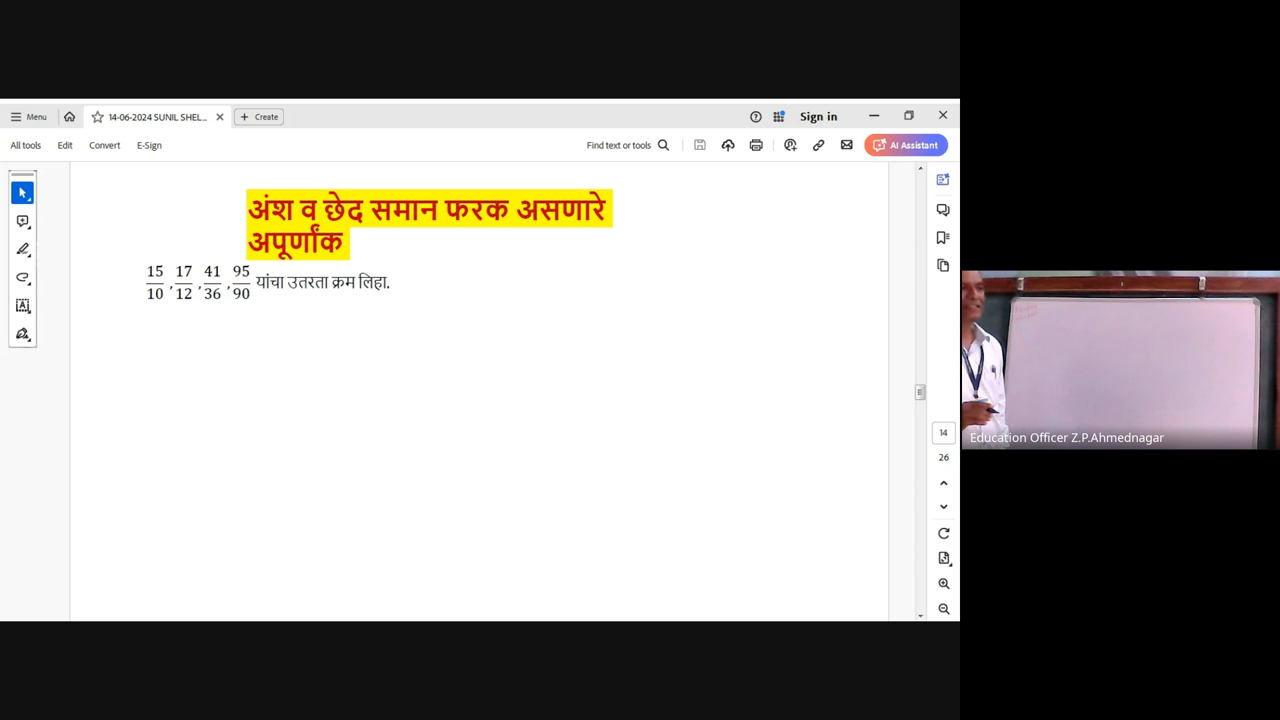 Menu
14-06-2024 SUNIL SHEL...
Create
Sign in
All tools
Edit
Convert
E-Sign
Find text or tools
AI Assistant
अंश व छेद समान फरक असणारे
अपूर्णांक
15/10 , 17/12 , 41/36 , 95/90 यांचा उतरता क्रम लिहा.
14
26
Education Officer Z.P.Ahmednagar